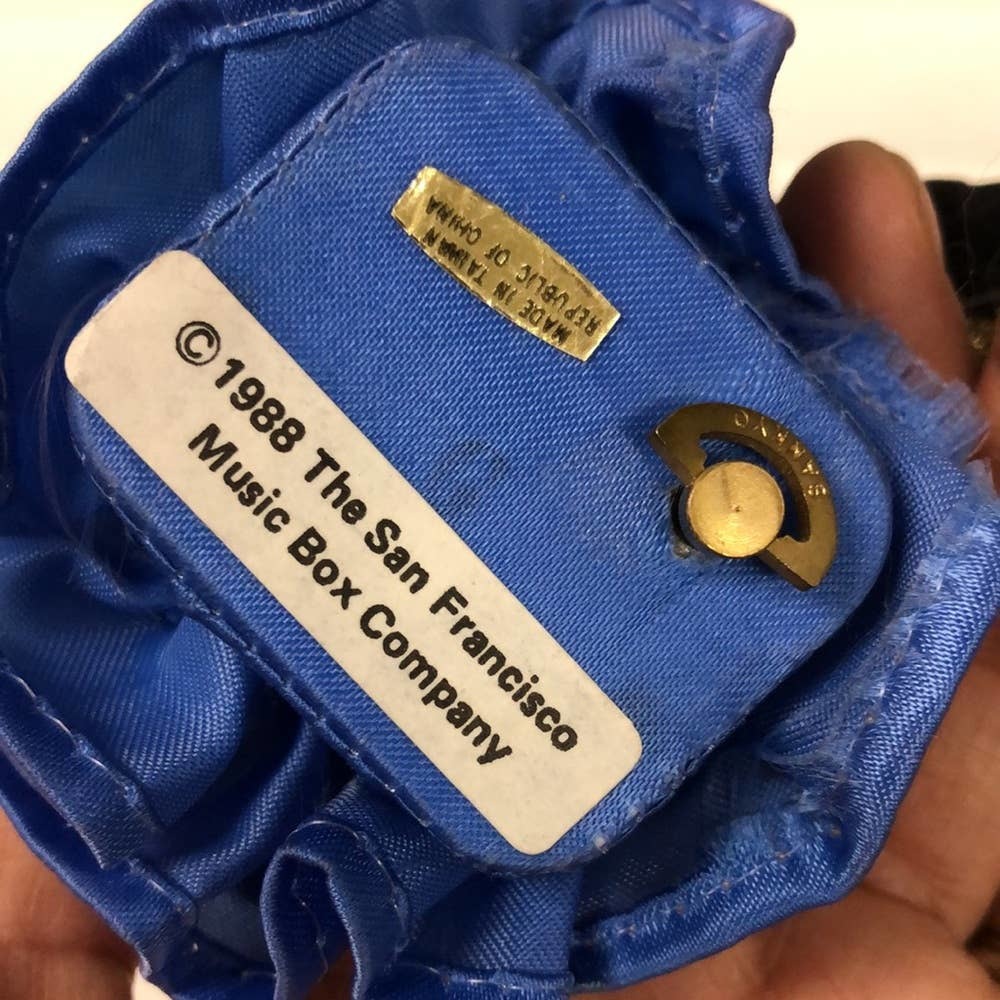 MADE IN TAIWAN
REPUBLIC OF CHINA
SANKYO
© 1988 The San Francisco
Music Box Company